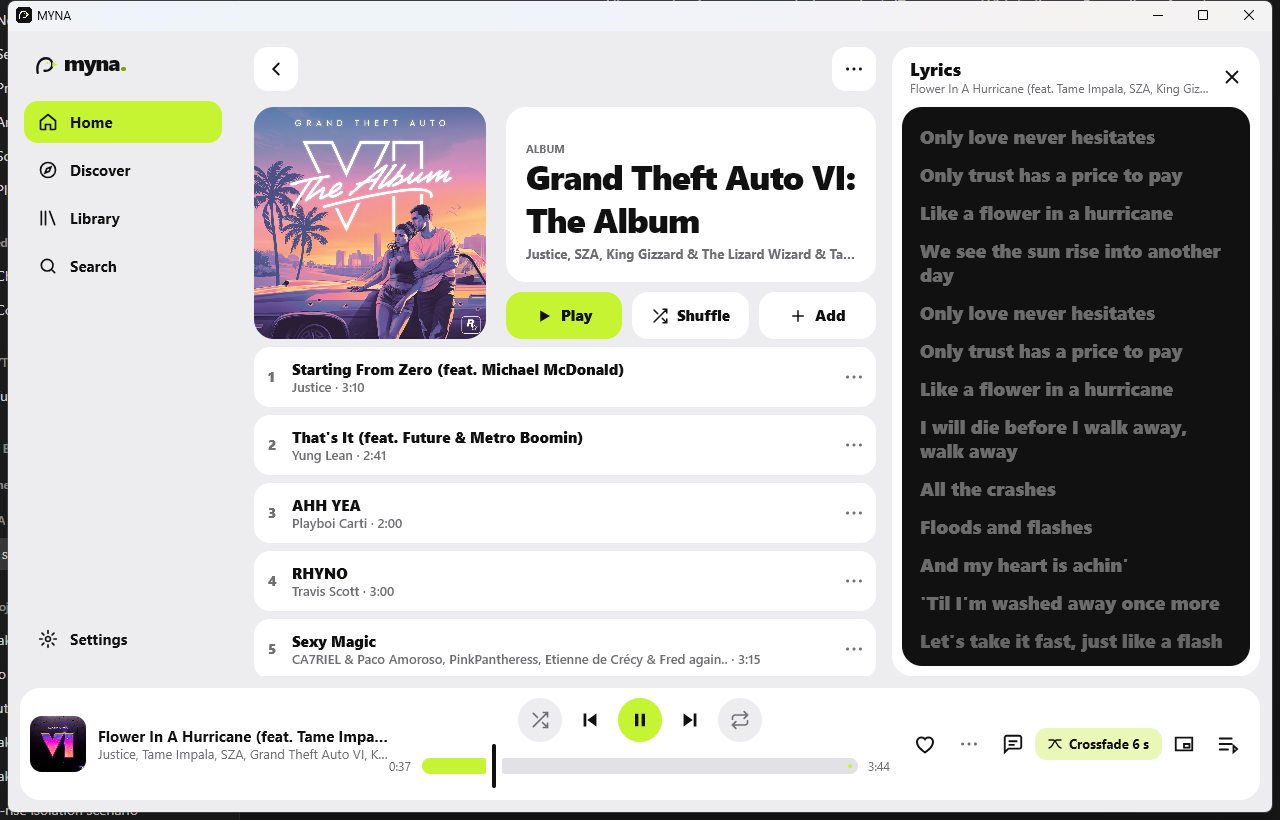 MYNA
myna.
Home
Discover
Library
Search
Settings
GRAND THEFT AUTO
VI
The Album
R
ALBUM
Grand Theft Auto VI:
The Album
Justice, SZA, King Gizzard & The Lizard Wizard & Ta...
Play
Shuffle
Add
1
Starting From Zero (feat. Michael McDonald)
Justice · 3:10
2
That's It (feat. Future & Metro Boomin)
Yung Lean · 2:41
3
AHH YEA
Playboi Carti · 2:00
4
RHYNO
Travis Scott · 3:00
5
Sexy Magic
CA7RIEL & Paco Amoroso, PinkPantheress, Etienne de Crécy & Fred again.. · 3:15
Lyrics
Flower In A Hurricane (feat. Tame Impala, SZA, King Giz...
Only love never hesitates
Only trust has a price to pay
Like a flower in a hurricane
We see the sun rise into another
day
Only love never hesitates
Only trust has a price to pay
Like a flower in a hurricane
I will die before I walk away,
walk away
All the crashes
Floods and flashes
And my heart is achin'
'Til I'm washed away once more
Let's take it fast, just like a flash
VI
Flower In A Hurricane (feat. Tame Impa...
Justice, Tame Impala, SZA, Grand Theft Auto VI, K...
0:37
3:44
Crossfade 6 s
-rise isolation scenario